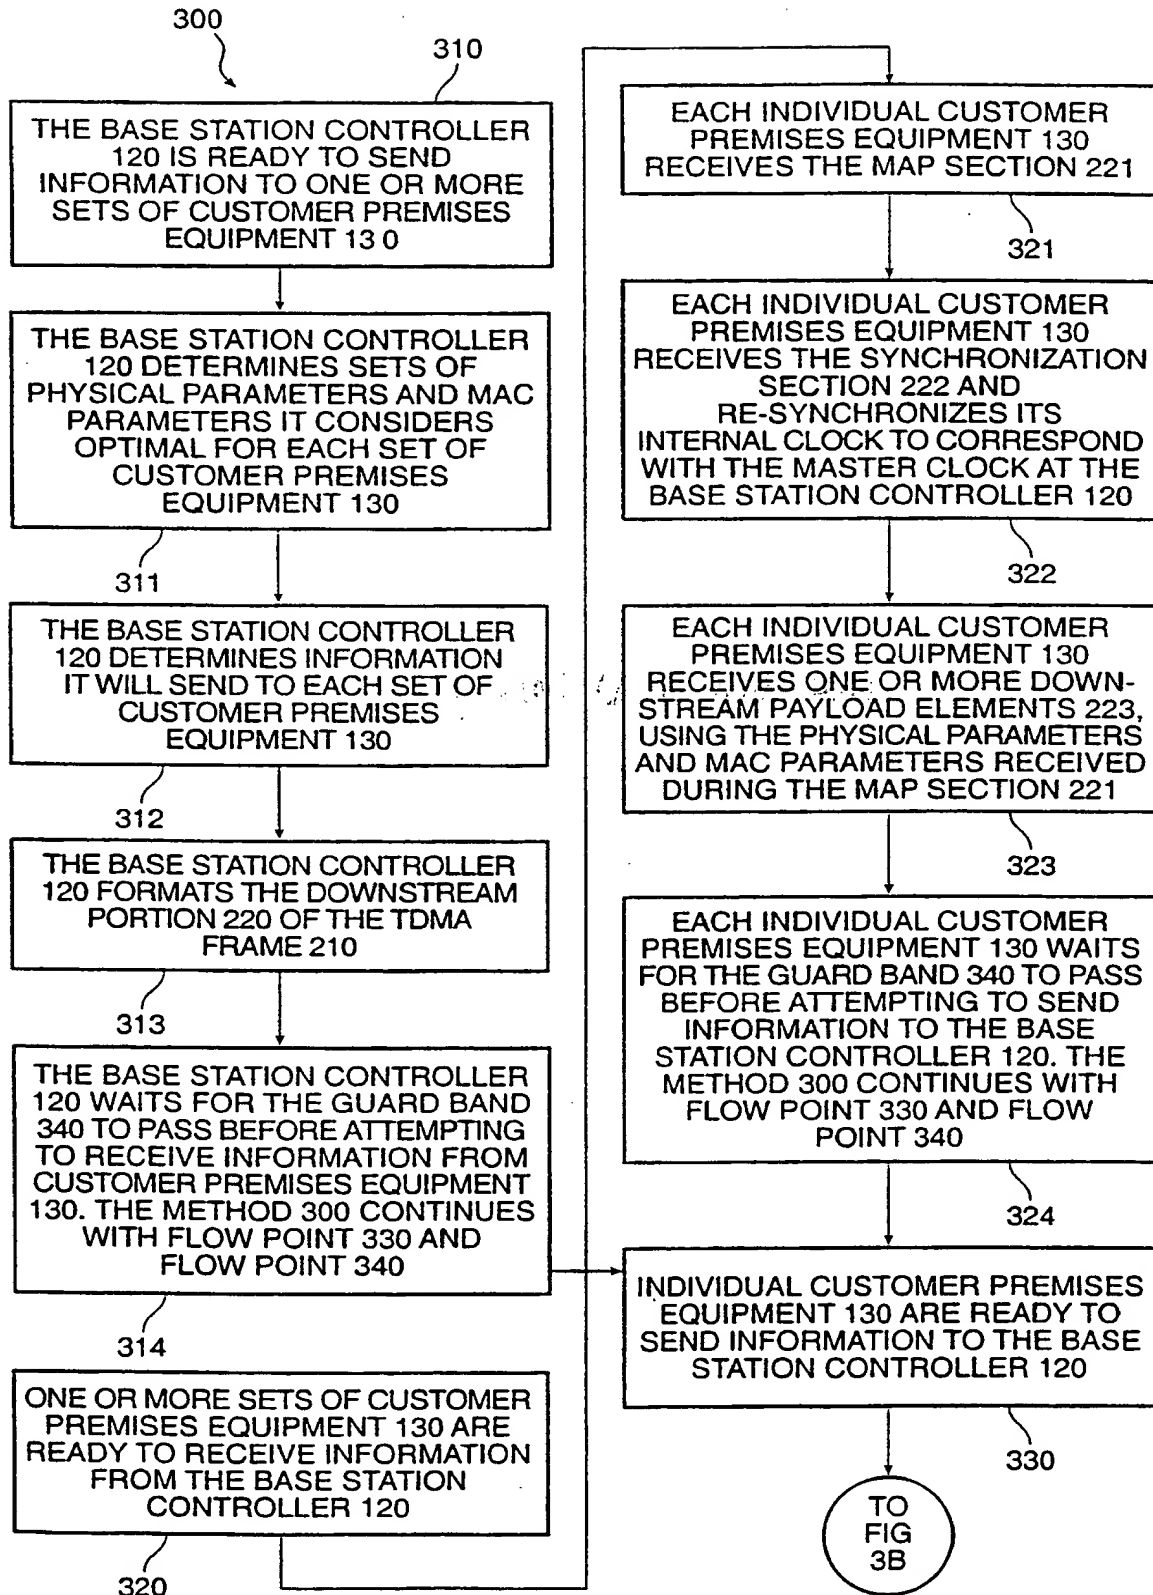 300
310
THE BASE STATION CONTROLLER
120 IS READY TO SEND
INFORMATION TO ONE OR MORE
SETS OF CUSTOMER PREMISES
EQUIPMENT 13 0
THE BASE STATION CONTROLLER
120 DETERMINES SETS OF
PHYSICAL PARAMETERS AND MAC
PARAMETERS IT CONSIDERS
OPTIMAL FOR EACH SET OF
CUSTOMER PREMISES
EQUIPMENT 130
311
THE BASE STATION CONTROLLER
120 DETERMINES INFORMATION
IT WILL SEND TO EACH SET OF
CUSTOMER PREMISES
EQUIPMENT 130
312
THE BASE STATION CONTROLLER
120 FORMATS THE DOWNSTREAM
PORTION 220 OF THE TDMA
FRAME 210
313
THE BASE STATION CONTROLLER
120 WAITS FOR THE GUARD BAND
340 TO PASS BEFORE ATTEMPTING
TO RECEIVE INFORMATION FROM
CUSTOMER PREMISES EQUIPMENT
130. THE METHOD 300 CONTINUES
WITH FLOW POINT 330 AND
FLOW POINT 340
314
ONE OR MORE SETS OF CUSTOMER
PREMISES EQUIPMENT 130 ARE
READY TO RECEIVE INFORMATION
FROM THE BASE STATION
CONTROLLER 120
320
EACH INDIVIDUAL CUSTOMER
PREMISES EQUIPMENT 130
RECEIVES THE MAP SECTION 221
321
EACH INDIVIDUAL CUSTOMER
PREMISES EQUIPMENT 130
RECEIVES THE SYNCHRONIZATION
SECTION 222 AND
RE-SYNCHRONIZES ITS
INTERNAL CLOCK TO CORRESPOND
WITH THE MASTER CLOCK AT THE
BASE STATION CONTROLLER 120
322
EACH INDIVIDUAL CUSTOMER
PREMISES EQUIPMENT 130
RECEIVES ONE OR MORE DOWN-
STREAM PAYLOAD ELEMENTS 223,
USING THE PHYSICAL PARAMETERS
AND MAC PARAMETERS RECEIVED
DURING THE MAP SECTION 221
323
EACH INDIVIDUAL CUSTOMER
PREMISES EQUIPMENT 130 WAITS
FOR THE GUARD BAND 340 TO PASS
BEFORE ATTEMPTING TO SEND
INFORMATION TO THE BASE
STATION CONTROLLER 120. THE
METHOD 300 CONTINUES WITH
FLOW POINT 330 AND FLOW
POINT 340
324
INDIVIDUAL CUSTOMER PREMISES
EQUIPMENT 130 ARE READY TO
SEND INFORMATION TO THE BASE
STATION CONTROLLER 120
330
TO
FIG
3B